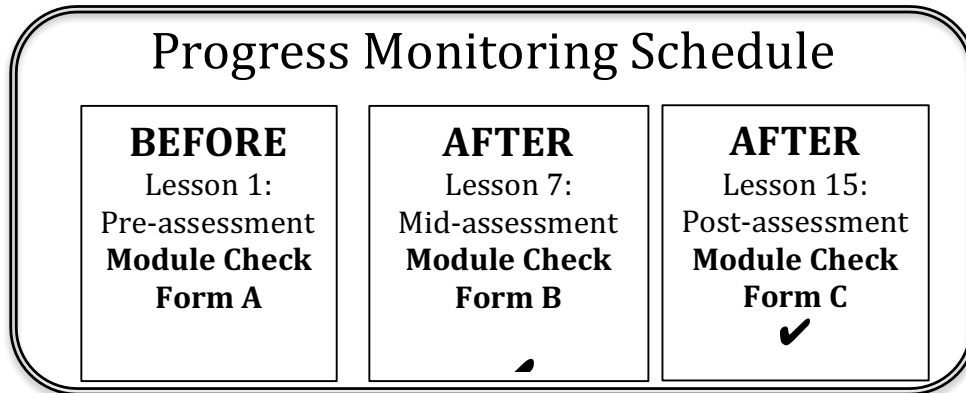 Progress Monitoring Schedule
BEFORE
Lesson 1:
Pre-assessment
Module Check
Form A
AFTER
Lesson 7:
Mid-assessment
Module Check
Form B
AFTER
Lesson 15:
Post-assessment
Module Check
Form C
✔